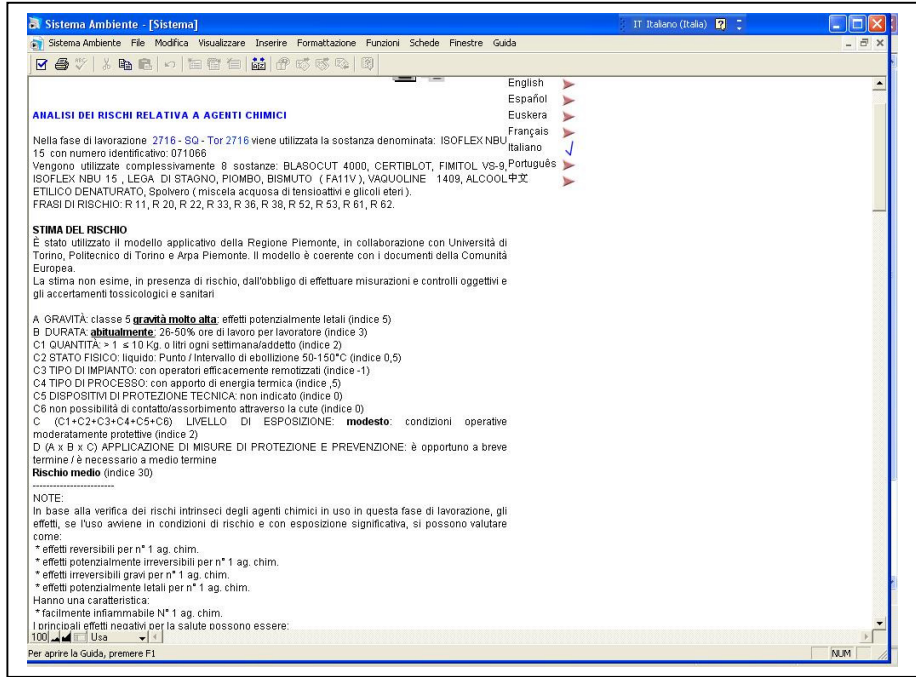 Sistema Ambiente - [Sistema]
IT Italiano (Italia)
Sistema Ambiente File Modifica Visualizzare Inserire Formattazione Funzioni Schede Finestre Guida
English
Español
Euskera
Français
Italiano
Português
中文
ANALISI DEI RISCHI RELATIVA A AGENTI CHIMICI
Nella fase di lavorazione 2716 - SQ - Tor 2716 viene utilizzata la sostanza denominata: ISOFLEX NBU
15 con numero identificativo: 071066
Vengono utilizzate complessivamente 8 sostanze: BLASOCUT 4000, CERTIBLOT, FIMITOL VS-9,
ISOFLEX NBU 15 , LEGA DI STAGNO, PIOMBO, BISMUTO ( FA11V ), VAQUOLINE 1409, ALCOOL
ETILICO DENATURATO, Spolvero ( miscela acquosa di tensioattivi e glicoli eteri ).
FRASI DI RISCHIO: R 11, R 20, R 22, R 33, R 36, R 38, R 52, R 53, R 61, R 62.
STIMA DEL RISCHIO
È stato utilizzato il modello applicativo della Regione Piemonte, in collaborazione con Università di
Torino, Politecnico di Torino e Arpa Piemonte. Il modello è coerente con i documenti della Comunità
Europea.
La stima non esime, in presenza di rischio, dall'obbligo di effettuare misurazioni e controlli oggettivi e
gli accertamenti tossicologici e sanitari
A GRAVITÀ: classe 5 gravità molto alta; effetti potenzialmente letali (indice 5)
B DURATA: abitualmente; 26-50% ore di lavoro per lavoratore (indice 3)
C1 QUANTITÀ: > 1 ≤ 10 Kg. o litri ogni settimana/addetto (indice 2)
C2 STATO FISICO: liquido: Punto / Intervallo di ebollizione 50-150°C (indice 0,5)
C3 TIPO DI IMPIANTO: con operatori efficacemente remotizzati (indice -1)
C4 TIPO DI PROCESSO: con apporto di energia termica (indice ,5)
C5 DISPOSITIVI DI PROTEZIONE TECNICA: non indicato (indice 0)
C6 non possibilità di contatto/assorbimento attraverso la cute (indice 0)
C (C1+C2+C3+C4+C5+C6) LIVELLO DI ESPOSIZIONE: modesto: condizioni operative
moderatamente protettive (indice 2)
D (A x B x C) APPLICAZIONE DI MISURE DI PROTEZIONE E PREVENZIONE: è opportuno a breve
termine / è necessario a medio termine
Rischio medio (indice 30)
------------------------
NOTE:
In base alla verifica dei rischi intrinseci degli agenti chimici in uso in questa fase di lavorazione, gli
effetti, se l'uso avviene in condizioni di rischio e con esposizione significativa, si possono valutare
come:
* effetti reversibili per n° 1 ag. chim.
* effetti potenzialmente irreversibili per n° 1 ag. chim.
* effetti irreversibili gravi per n° 1 ag. chim.
* effetti potenzialmente letali per n° 1 ag. chim.
Hanno una caratteristica:
* facilmente infiammabile N° 1 ag. chim.
I principali effetti negativi per la salute possono essere:
100 Usa
Per aprire la Guida, premere F1
NUM